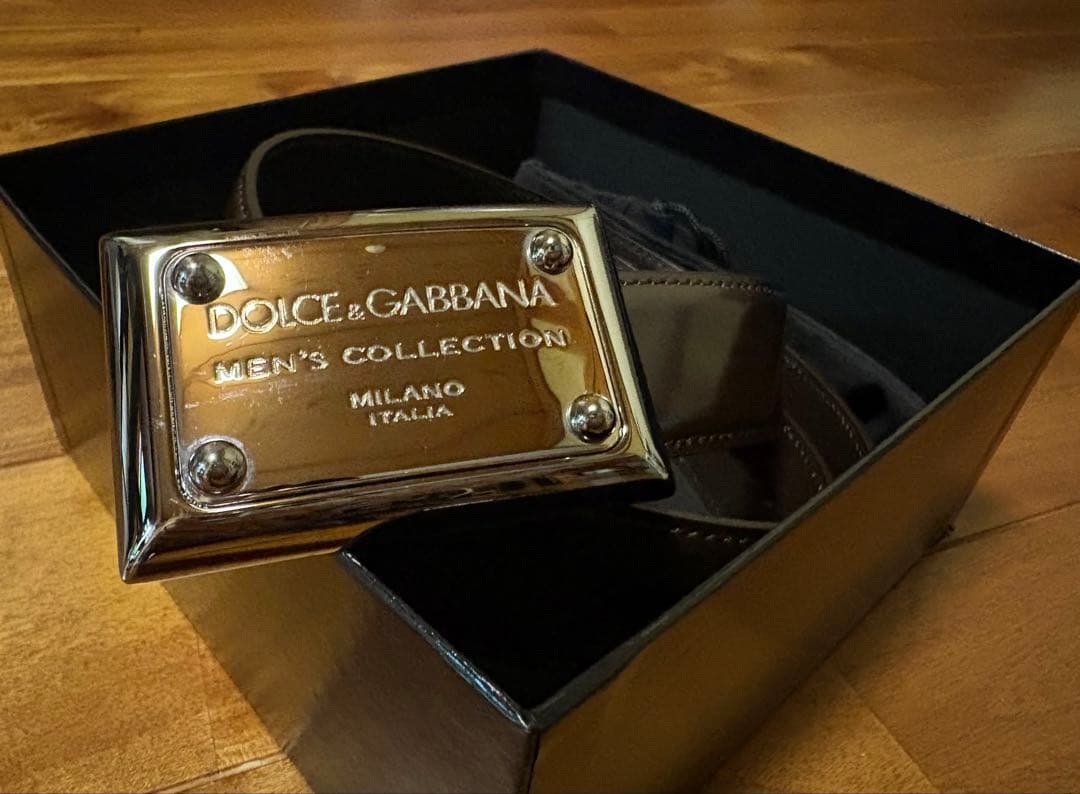 DOLCE & GABBANA
MEN'S COLLECTION
MILANO
ITALIA